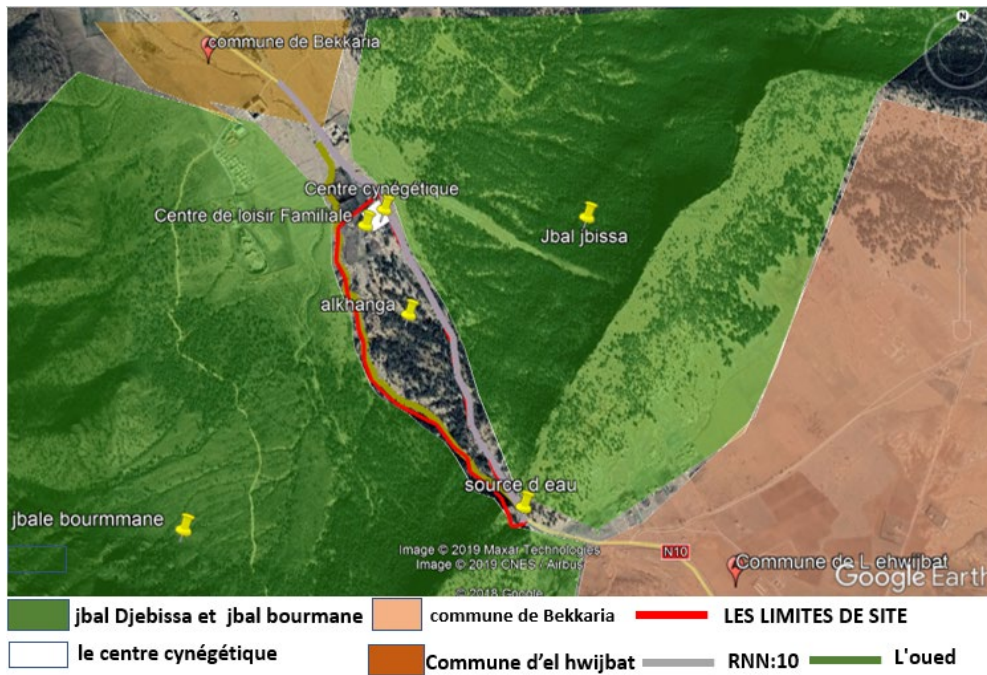 N
commune de Bekkaria
Centre cynégétique
Centre de loisir Familiale
Jbal jbissa
alkhanga
source d eau
jbale bourmmane
N10
Image © 2019 Maxar Technologies
Image © 2019 CNES / Airbus
© 2018 Google
Commune de L ehwijbat
Google Earth
jbal Djebissa et jbal bourmane
commune de Bekkaria
LES LIMITES DE SITE
le centre cynégétique
Commune d'el hwijbat
RNN:10
L'oued